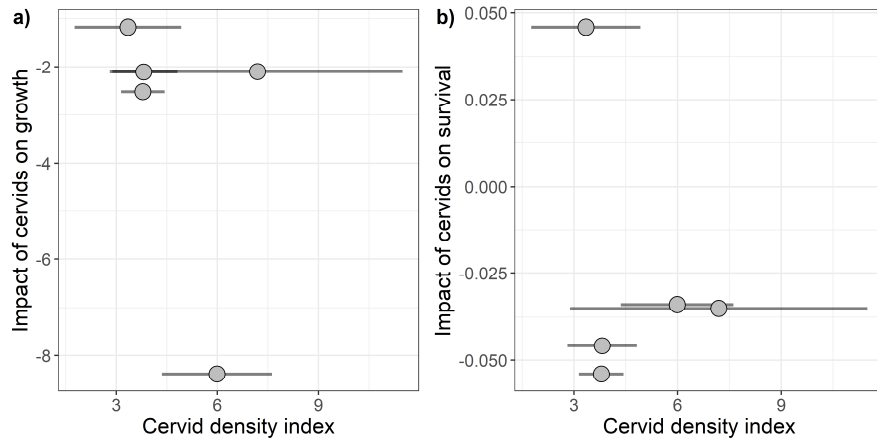 a)
Impact of cervids on growth
-2
-4
-6
-8
3 6 9
Cervid density index
b)
Impact of cervids on survival
0.050
0.025
0.000
-0.025
-0.050
3 6 9
Cervid density index